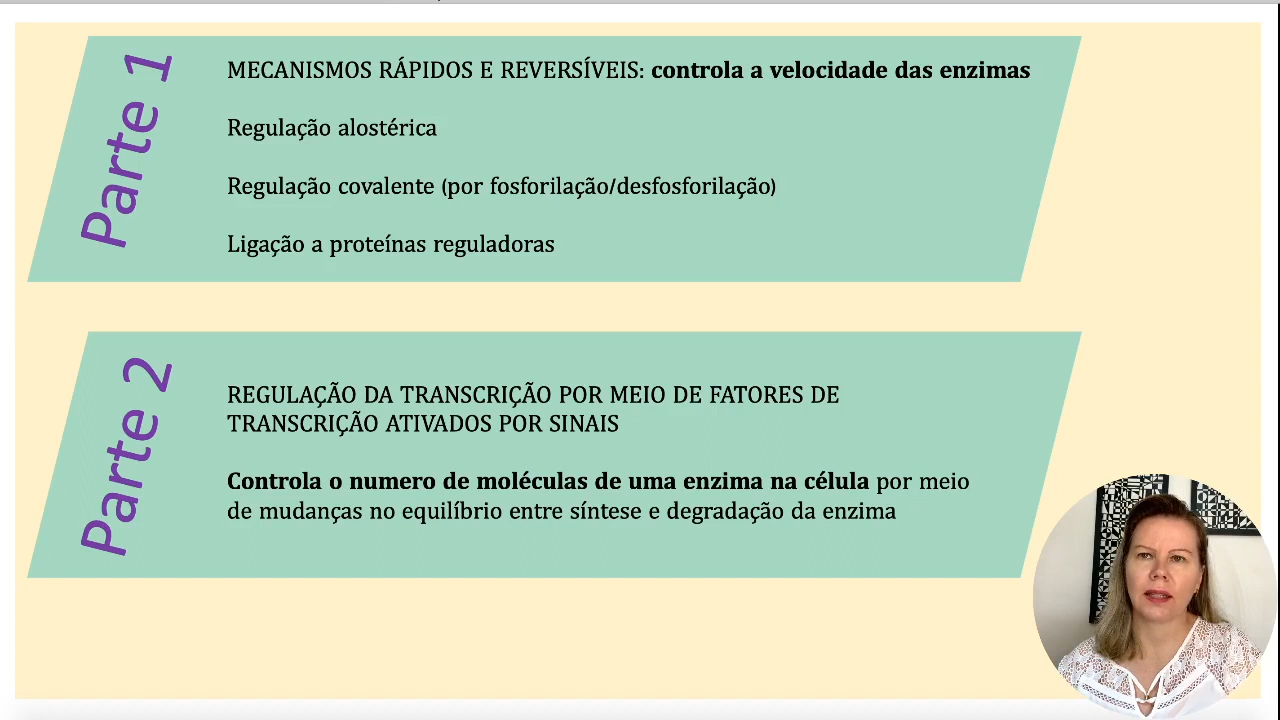 Parte 1
MECANISMOS RÁPIDOS E REVERSÍVEIS: controla a velocidade das enzimas
Regulação alostérica
Regulação covalente (por fosforilação/desfosforilação)
Ligação a proteínas reguladoras
Parte 2
REGULAÇÃO DA TRANSCRIÇÃO POR MEIO DE FATORES DE
TRANSCRIÇÃO ATIVADOS POR SINAIS
Controla o numero de moléculas de uma enzima na célula por meio
de mudanças no equilíbrio entre síntese e degradação da enzima